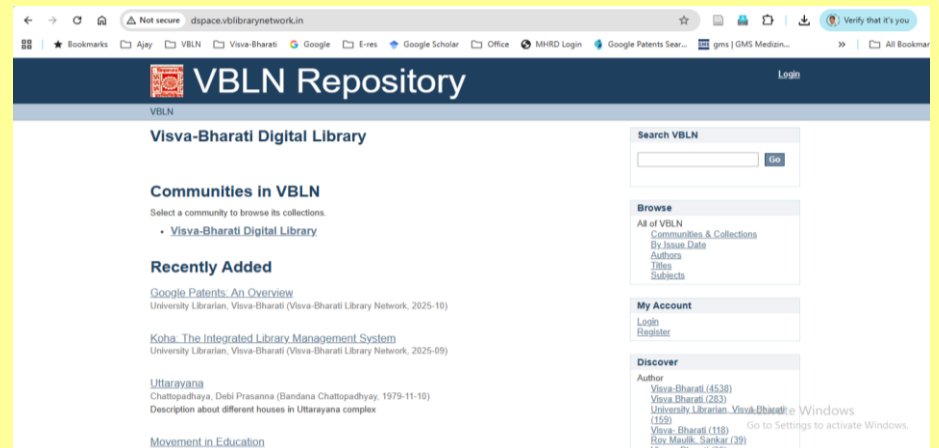 Not secure
dspace.vblibrarynetwork.in
Verify that it's you
Bookmarks
Ajay
VBLN
Visva-Bharati
Google
E-res
Google Scholar
Office
MHRD Login
Google Patents Sear...
gms | GMS Medizin...
»
All Bookmar
VBLN Repository
Login
VBLN
Visva-Bharati Digital Library
Communities in VBLN
Select a community to browse its collections.
• Visva-Bharati Digital Library
Recently Added
Google Patents: An Overview
University Librarian, Visva-Bharati (Visva-Bharati Library Network, 2025-10)
Koha: The Integrated Library Management System
University Librarian, Visva-Bharati (Visva-Bharati Library Network, 2025-09)
Uttarayana
Chattopadhaya, Debi Prasanna (Bandana Chattopadhyay, 1979-11-10)
Description about different houses in Uttarayana complex
Movement in Education
Search VBLN
Go
Browse
All of VBLN
Communities & Collections
By Issue Date
Authors
Titles
Subjects
My Account
Login
Register
Discover
Author
Visva-Bharati (4538)
Visva Bharati (283)
University Librarian, Visva-Bharati
(159)
Visva- Bharati (118)
Roy Maulik, Sankar (39)
Windows
Go to Settings to activate Windows.